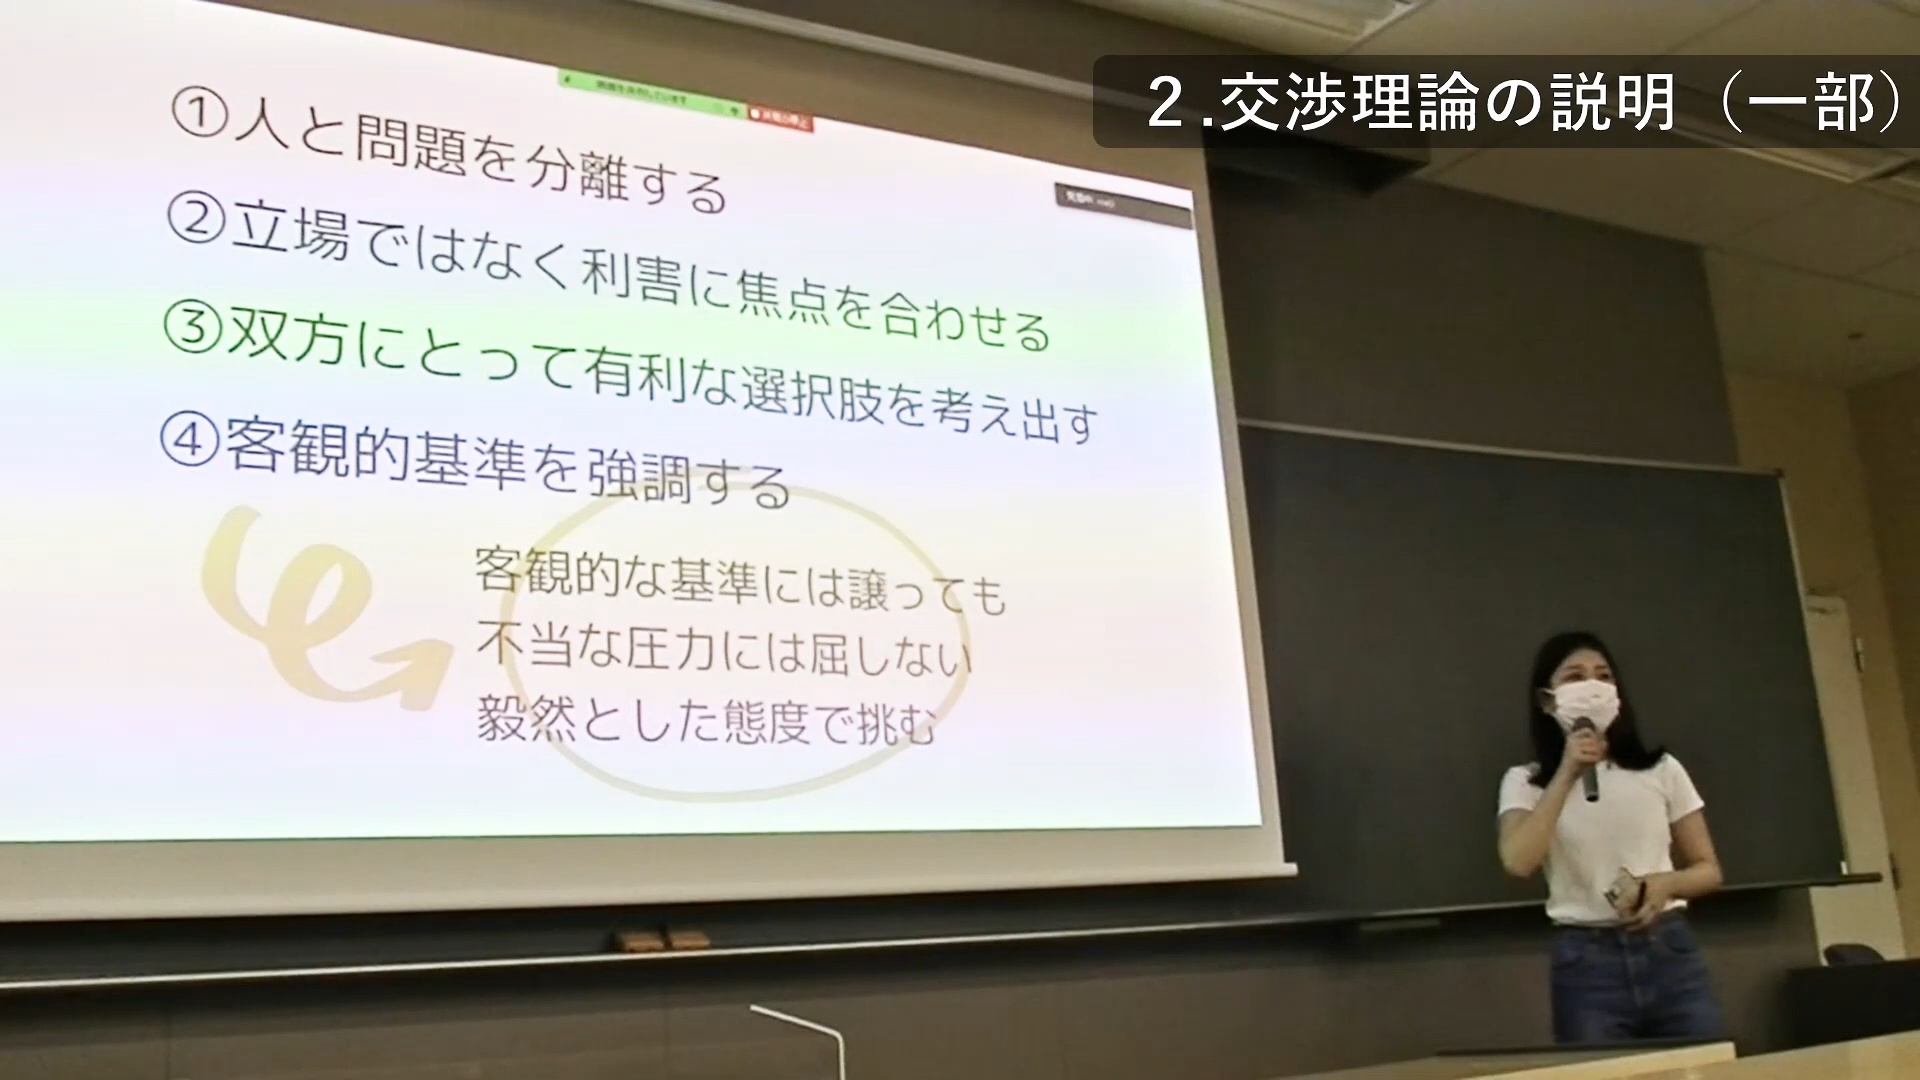 2.交渉理論の説明（一部）
①人と問題を分離する
②立場ではなく利害に焦点を合わせる
③双方にとって有利な選択肢を考え出す
④客観的基準を強調する
客観的な基準には譲っても
不当な圧力には屈しない
毅然とした態度で挑む